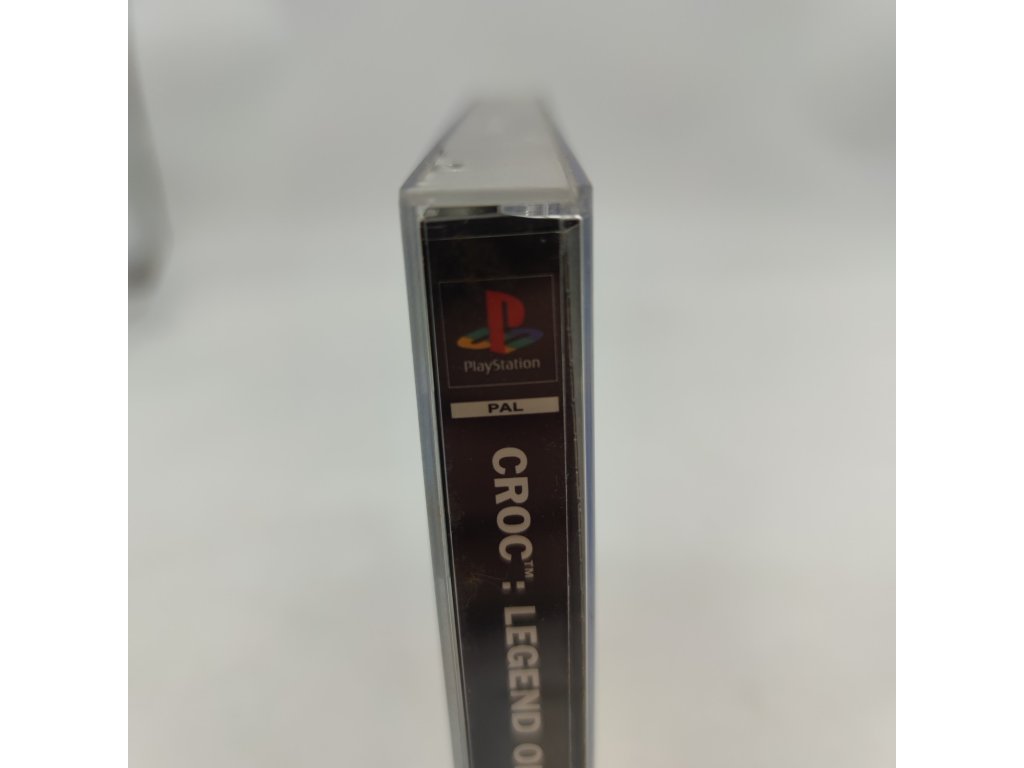 PlayStation
PAL
CROC™: LEGEND O